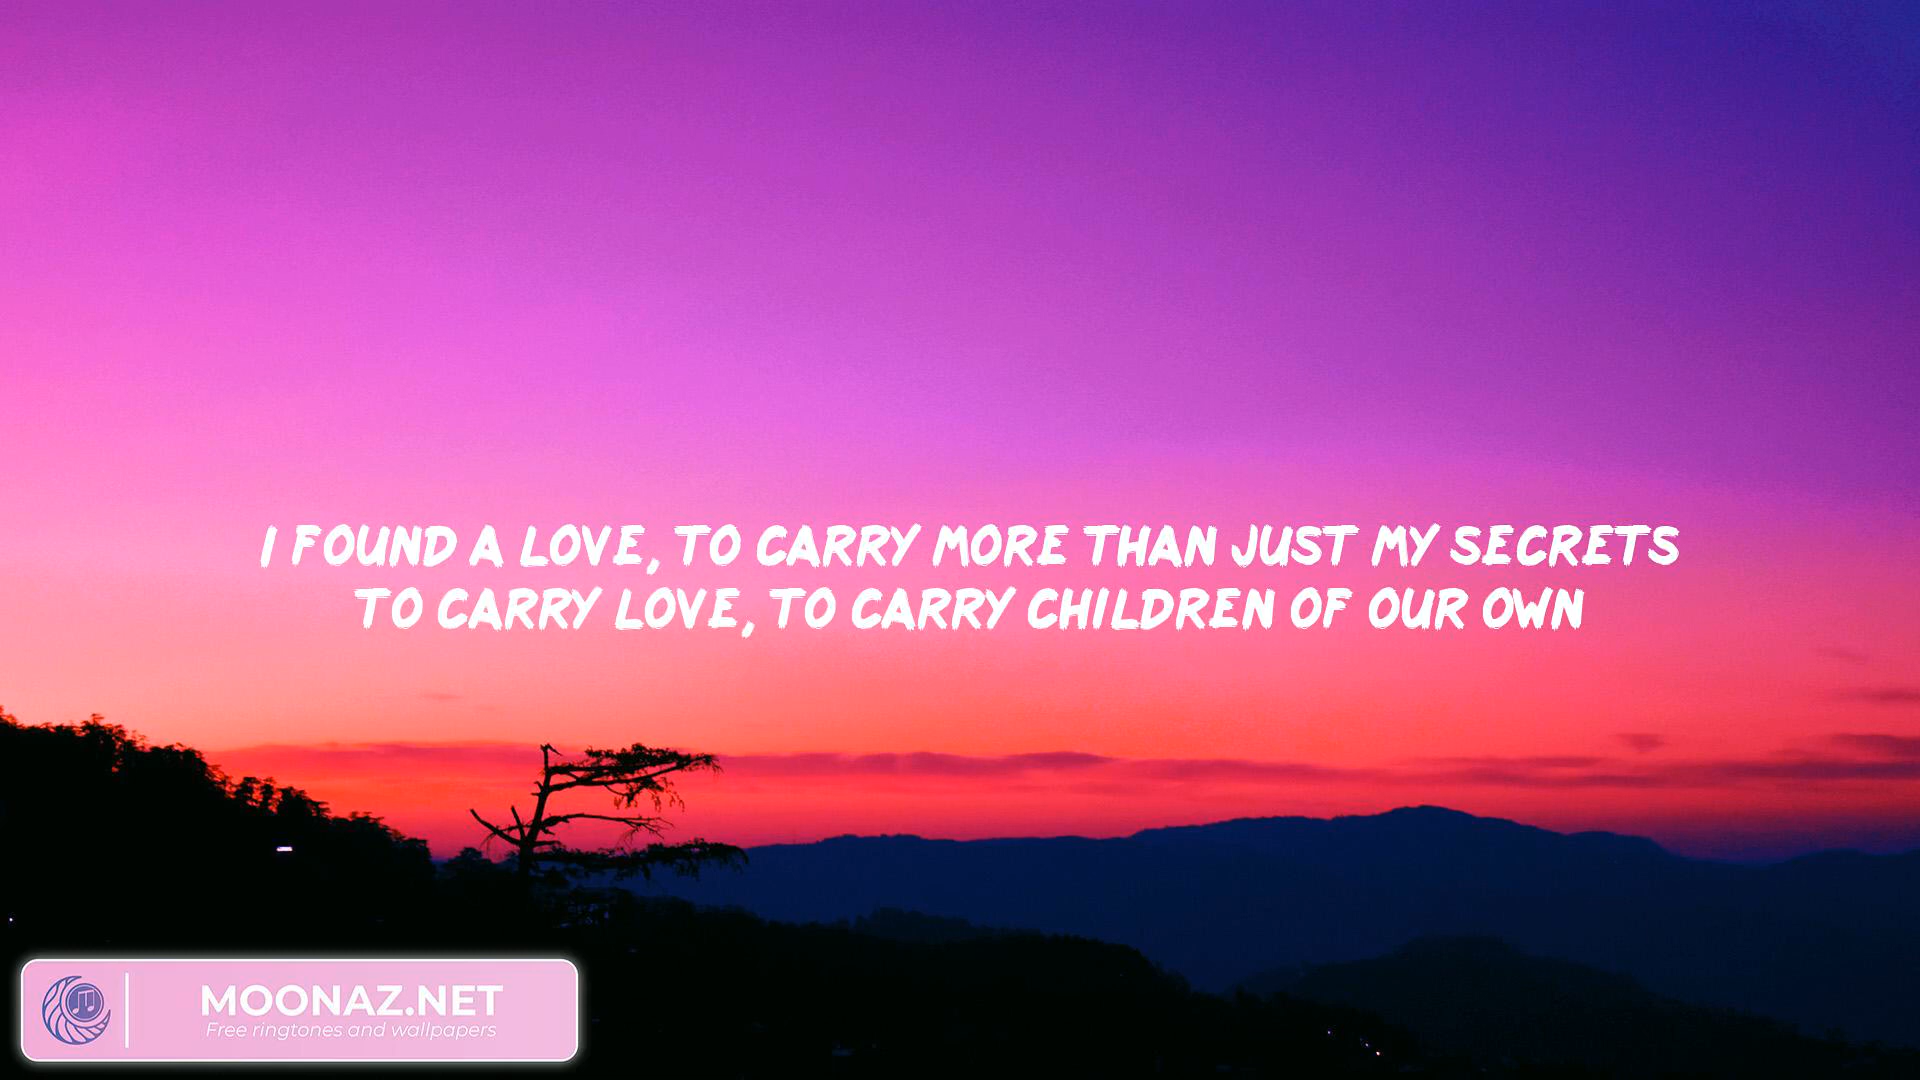 I FOUND A LOVE, TO CARRY MORE THAN JUST MY SECRETS
TO CARRY LOVE, TO CARRY CHILDREN OF OUR OWN
MOONAZ.NET
Free ringtones and wallpapers